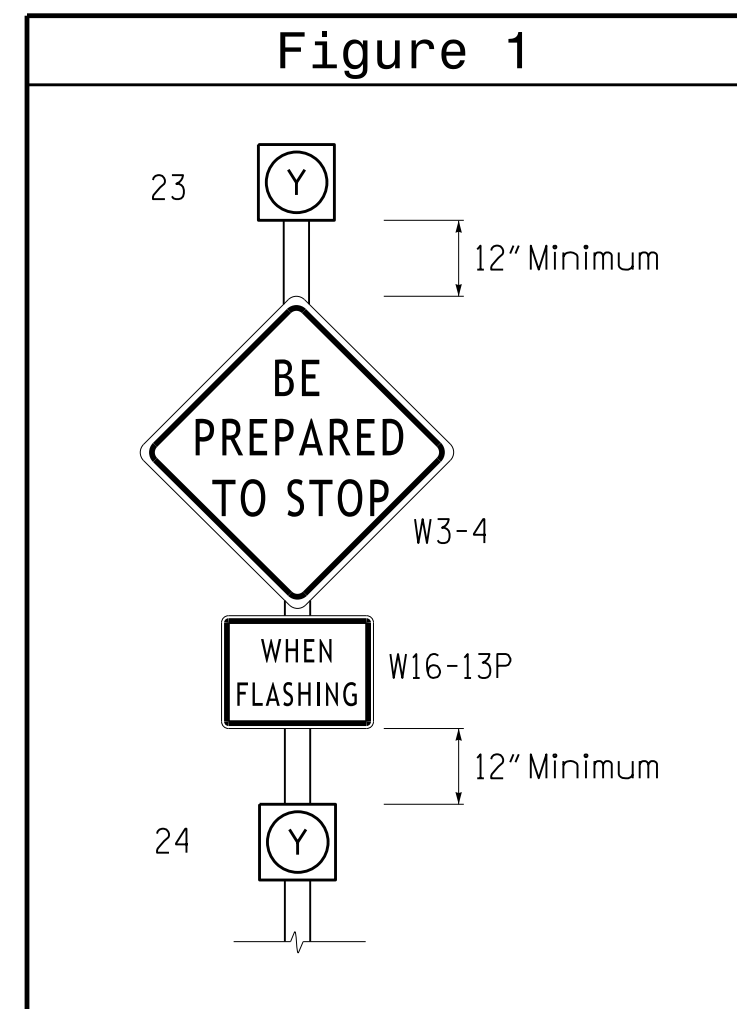 Figure 1
23
Y
12" Minimum
BE
PREPARED
TO STOP
W3-4
WHEN
FLASHING
W16-13P
12" Minimum
24
Y